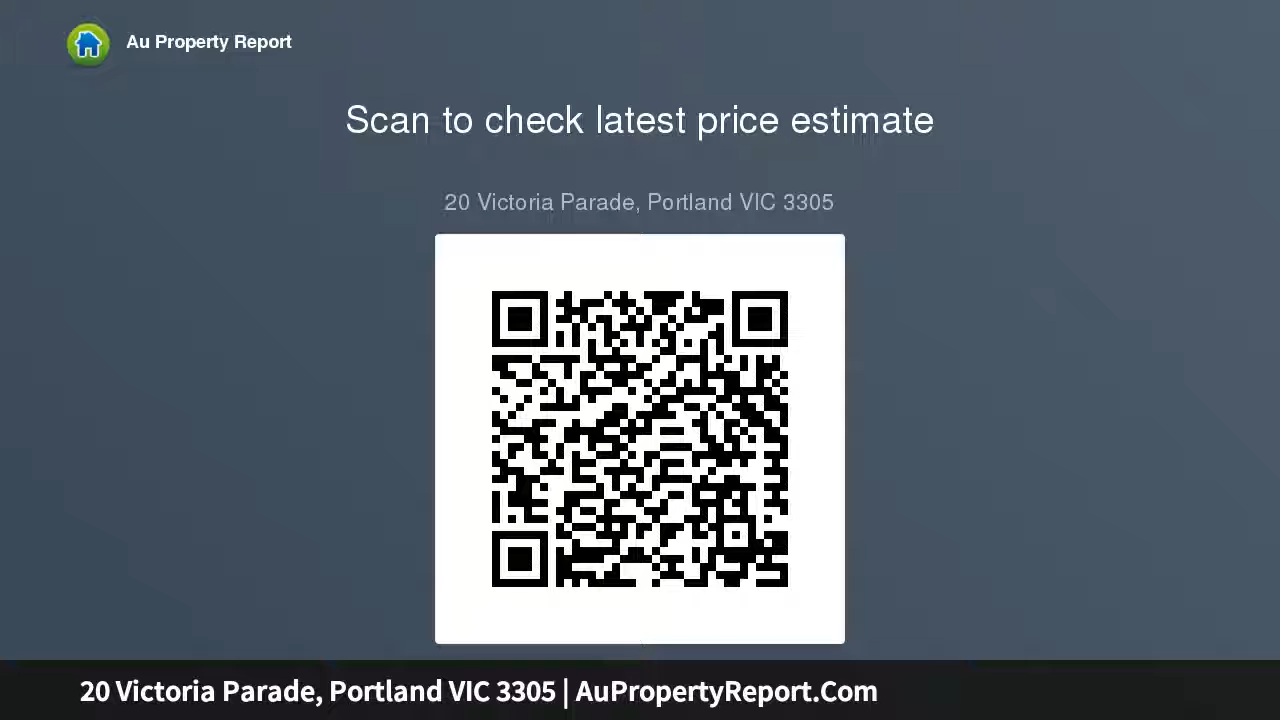 Au Property Report
Scan to check latest price estimate
20 Victoria Parade, Portland VIC 3305
20 Victoria Parade, Portland VIC 3305 | AuPropertyReport.Com